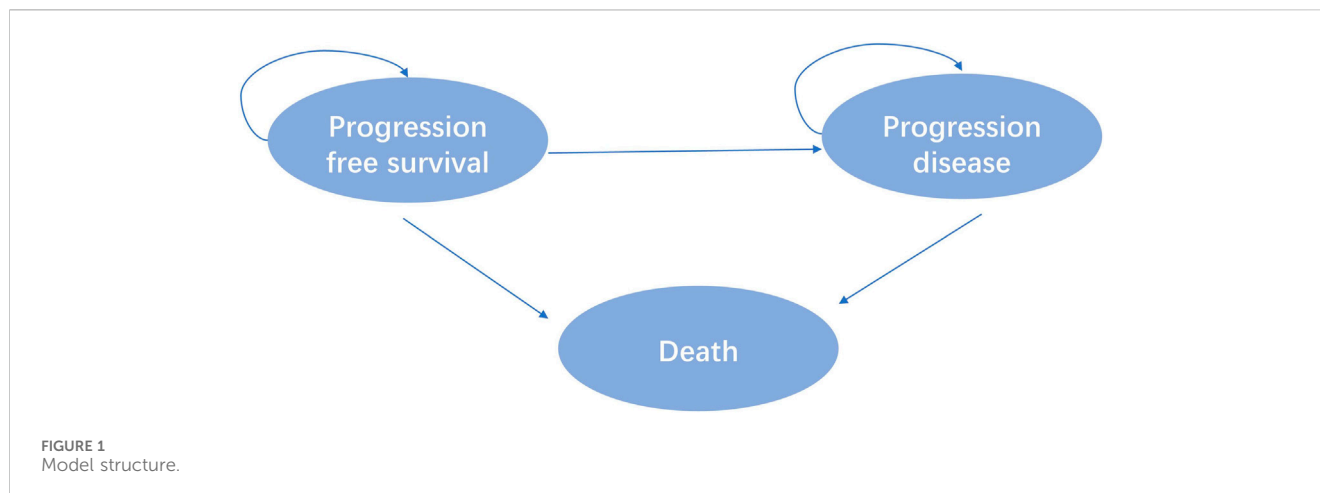 Progression
free survival
Progression
disease
Death
FIGURE 1
Model structure.